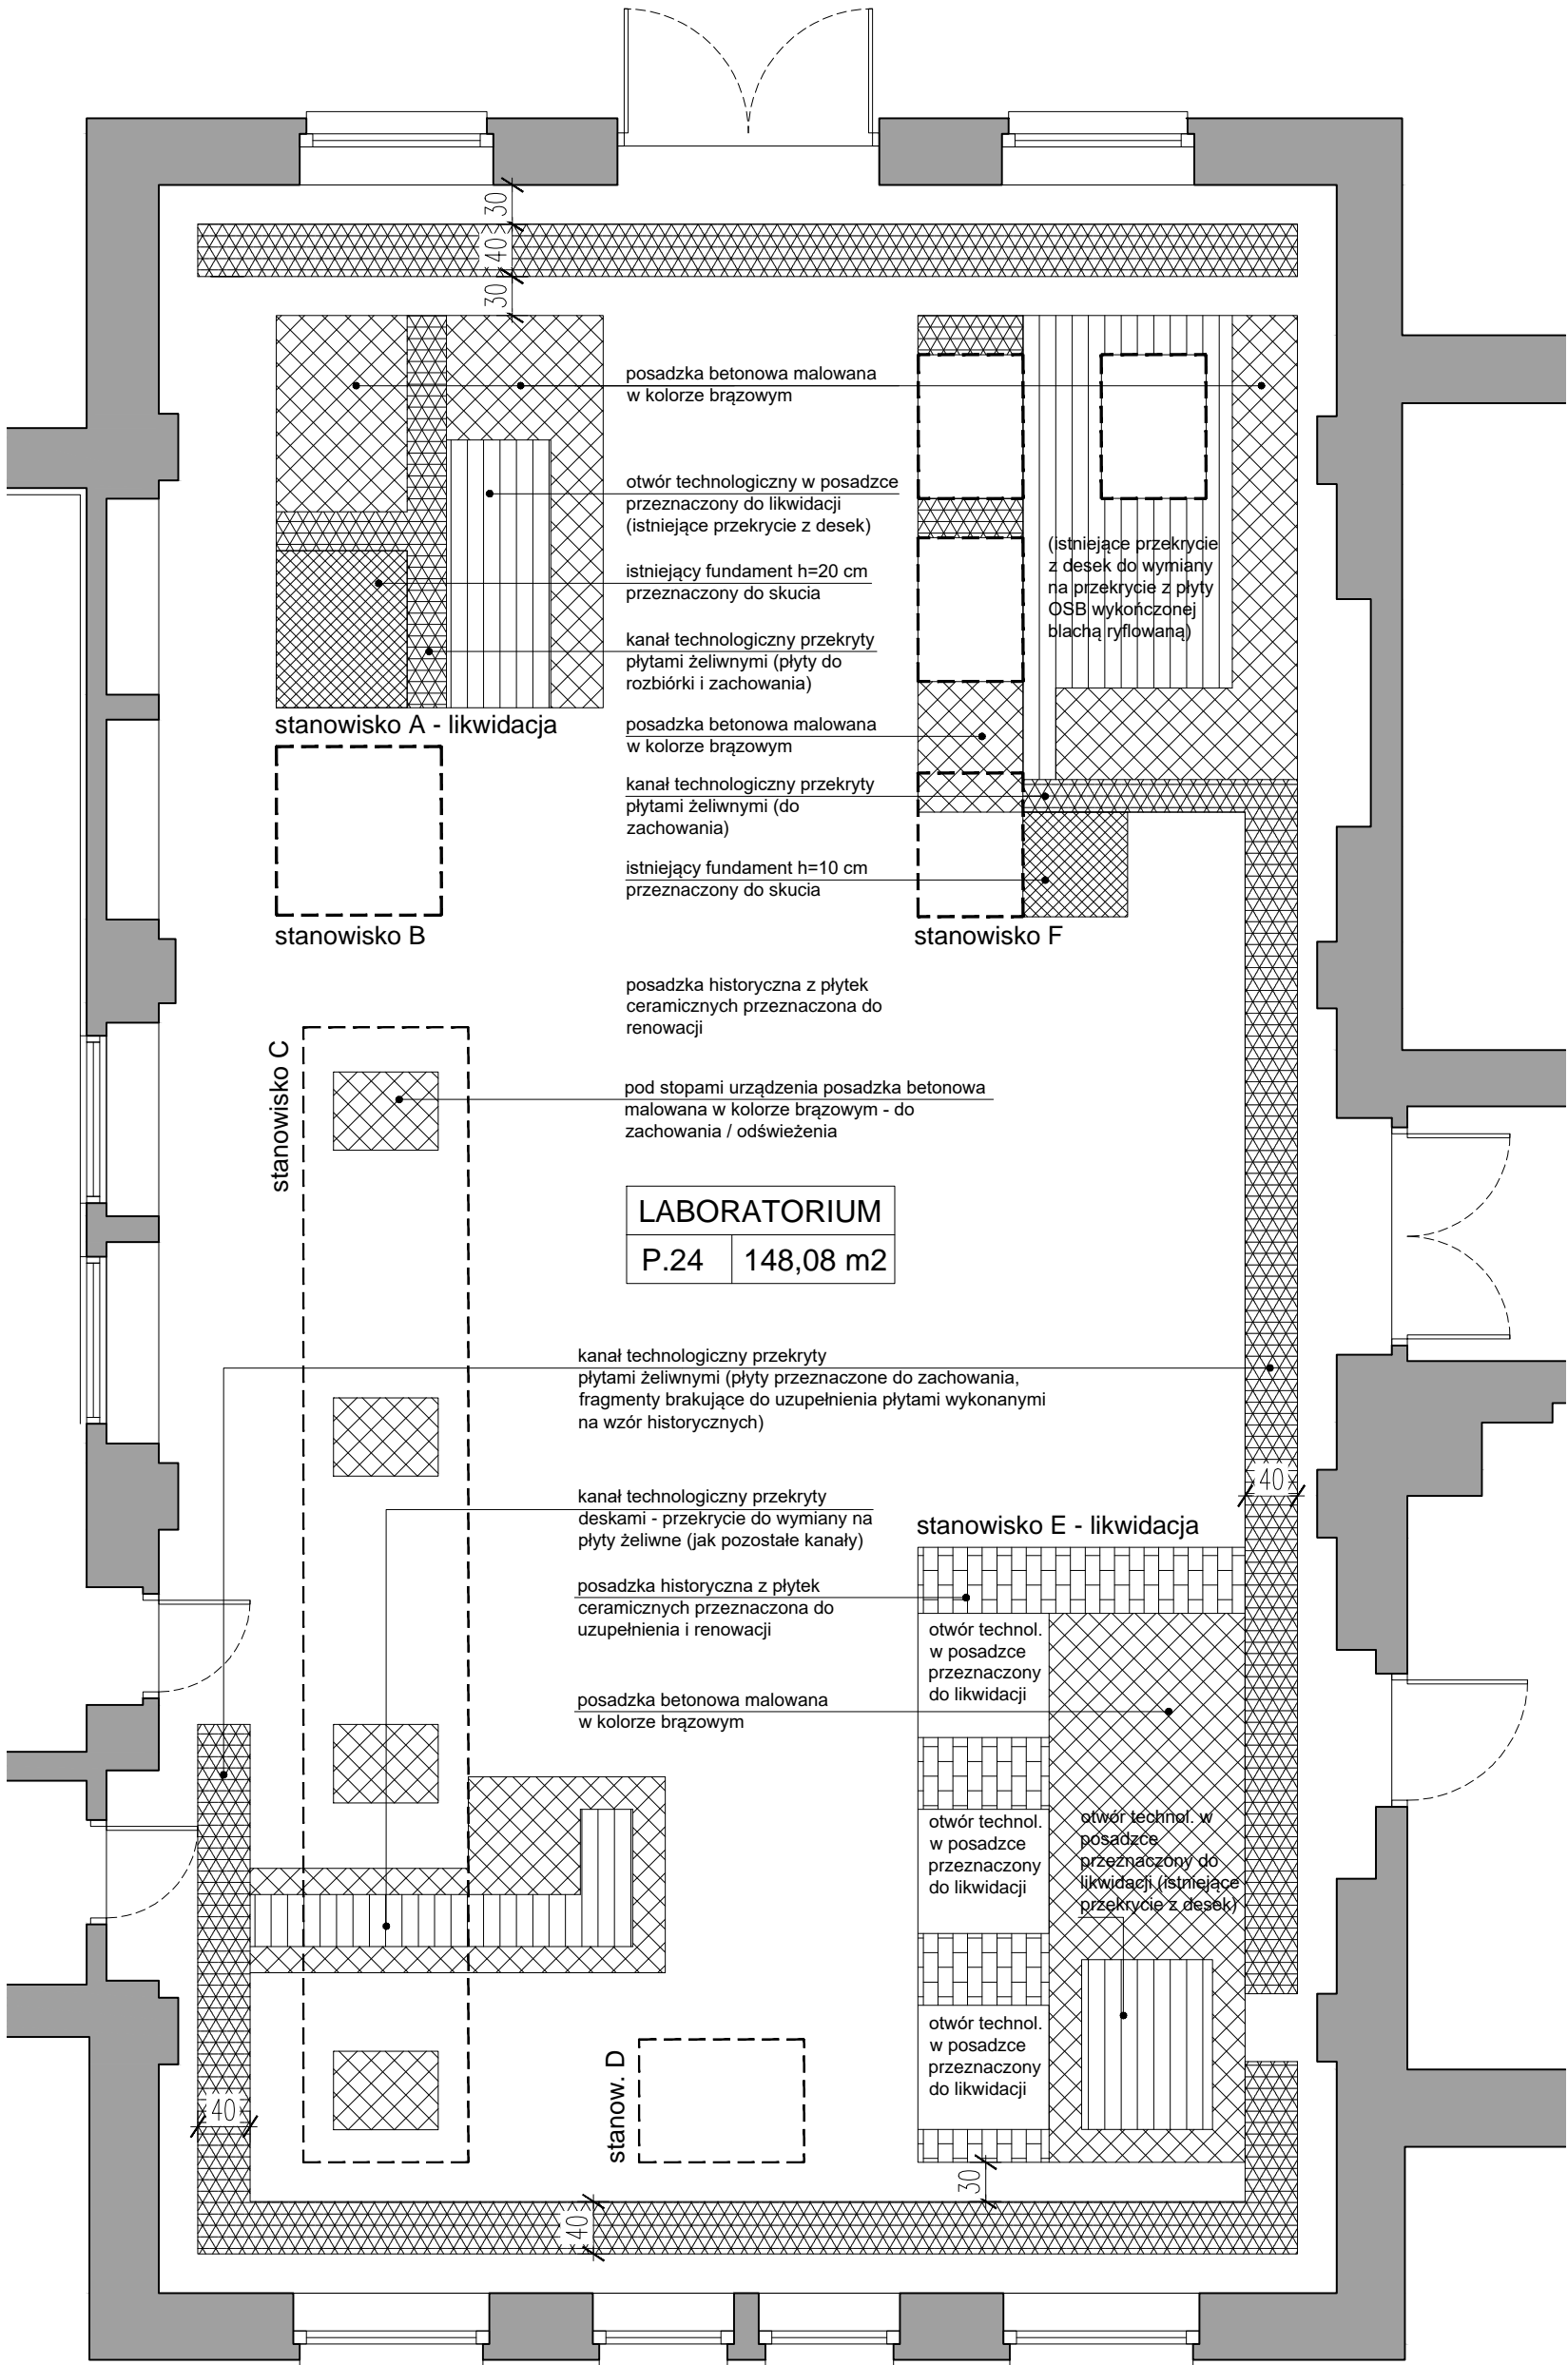 30
40
30
posadzka betonowa malowana
w kolorze brązowym
otwór technologiczny w posadzce
przeznaczony do likwidacji
(istniejące przekrycie z desek)
(istniejące przekrycie
z desek do wymiany
na przekrycie z płyty
OSB wykończonej
blachą ryflowaną)
istniejący fundament h=20 cm
przeznaczony do skucia
kanał technologiczny przekryty
płytami żeliwnymi (płyty do
rozbiórki i zachowania)
stanowisko A - likwidacja
posadzka betonowa malowana
w kolorze brązowym
kanał technologiczny przekryty
płytami żeliwnymi (do
zachowania)
istniejący fundament h=10 cm
przeznaczony do skucia
stanowisko B
stanowisko F
posadzka historyczna z płytek
ceramicznych przeznaczona do
renowacji
stanowisko C
pod stopami urządzenia posadzka betonowa
malowana w kolorze brązowym - do
zachowania / odświeżenia
LABORATORIUM
P.24 148,08 m2
kanał technologiczny przekryty
płytami żeliwnymi (płyty przeznaczone do zachowania,
fragmenty brakujące do uzupełnienia płytami wykonanymi
na wzór historycznych)
40
kanał technologiczny przekryty
deskami - przekrycie do wymiany na
płyty żeliwne (jak pozostałe kanały)
stanowisko E - likwidacja
posadzka historyczna z płytek
ceramicznych przeznaczona do
uzupełnienia i renowacji
otwór technol.
w posadzce
przeznaczony
do likwidacji
posadzka betonowa malowana
w kolorze brązowym
otwór technol.
w posadzce
przeznaczony
do likwidacji
otwór technol. w
posadzce
przeznaczony do
likwidacji (istniejące
przekrycie z desek)
otwór technol.
w posadzce
przeznaczony
do likwidacji
stanow. D
40
30
40